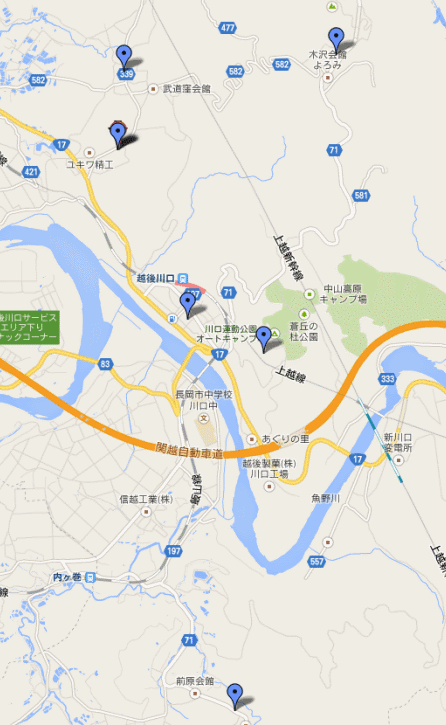 477
木沢会館
よろみ
339
582
582
582
武道窪会館
17
71
ユキワ精工
421
581
上越新幹線
越後川口
71
中山高原
キャンプ場
後川口サービス
エリア下り
ナックコーナー
川口運動公園
オートキャンプ
蒼丘の
杜公園
17
83
上越線
333
長岡市中学校
川口中
あぐりの里
関越自動車道
17
新川口
変電所
越後製菓(株)
川口工場
信越工業(株)
飯山線
魚野川
197
557
内ヶ巻
線
71
前原会館